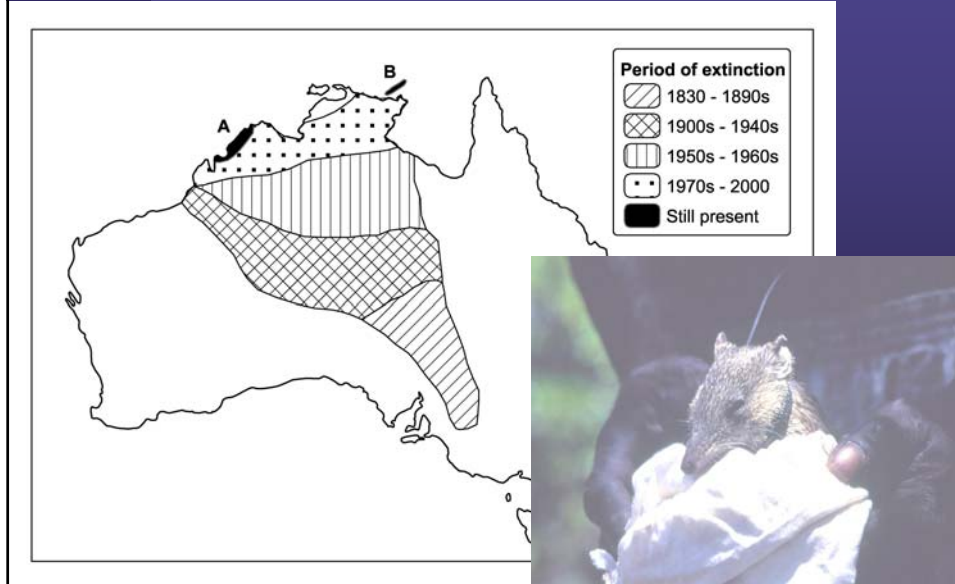 A
B
Period of extinction
1830 - 1890s
1900s - 1940s
1950s - 1960s
1970s - 2000
Still present